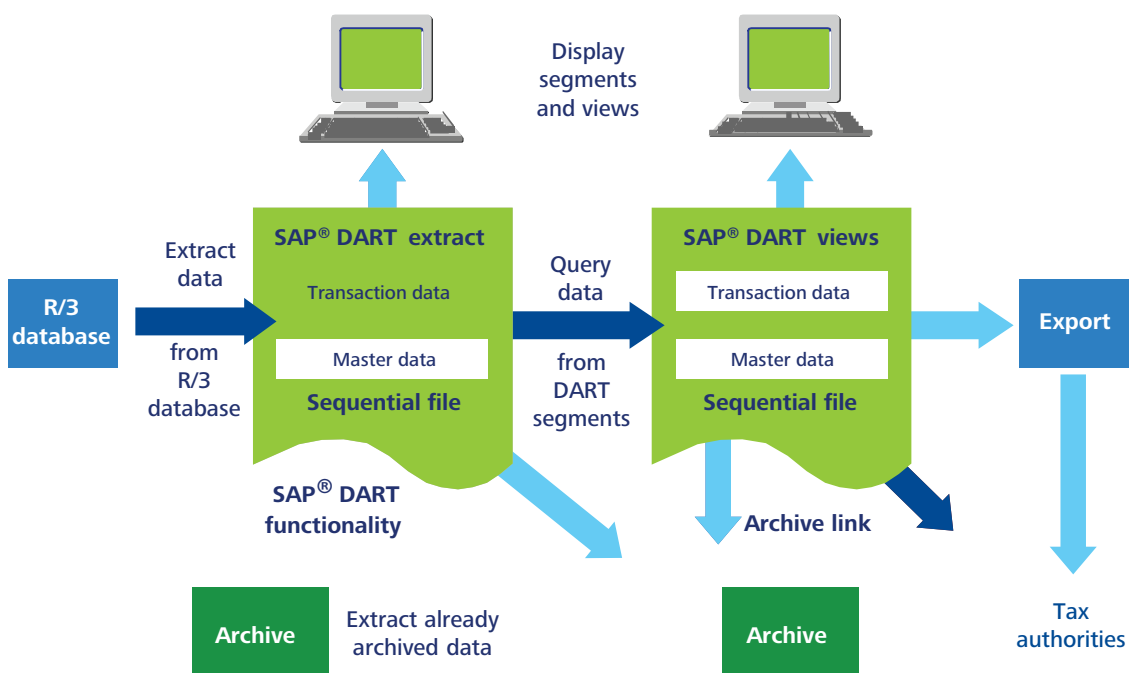 Display
segments
and views
SAP® DART extract
SAP® DART views
Extract
data
Transaction data
Query
data
Transaction data
R/3
database
Export
from
R/3
database
Master data
from
DART
segments
Master data
Sequential file
Sequential file
SAP® DART
functionality
Archive link
Archive
Extract already
archived data
Archive
Tax
authorities